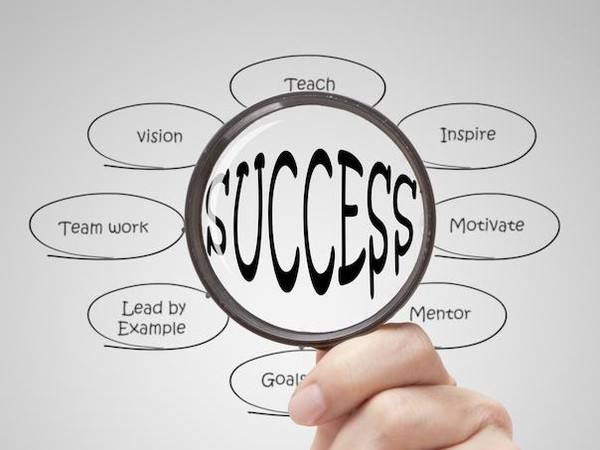 Teach
vision
Inspire
SUCCESS
Team work
Motivate
Lead by
Example
Mentor
Goals